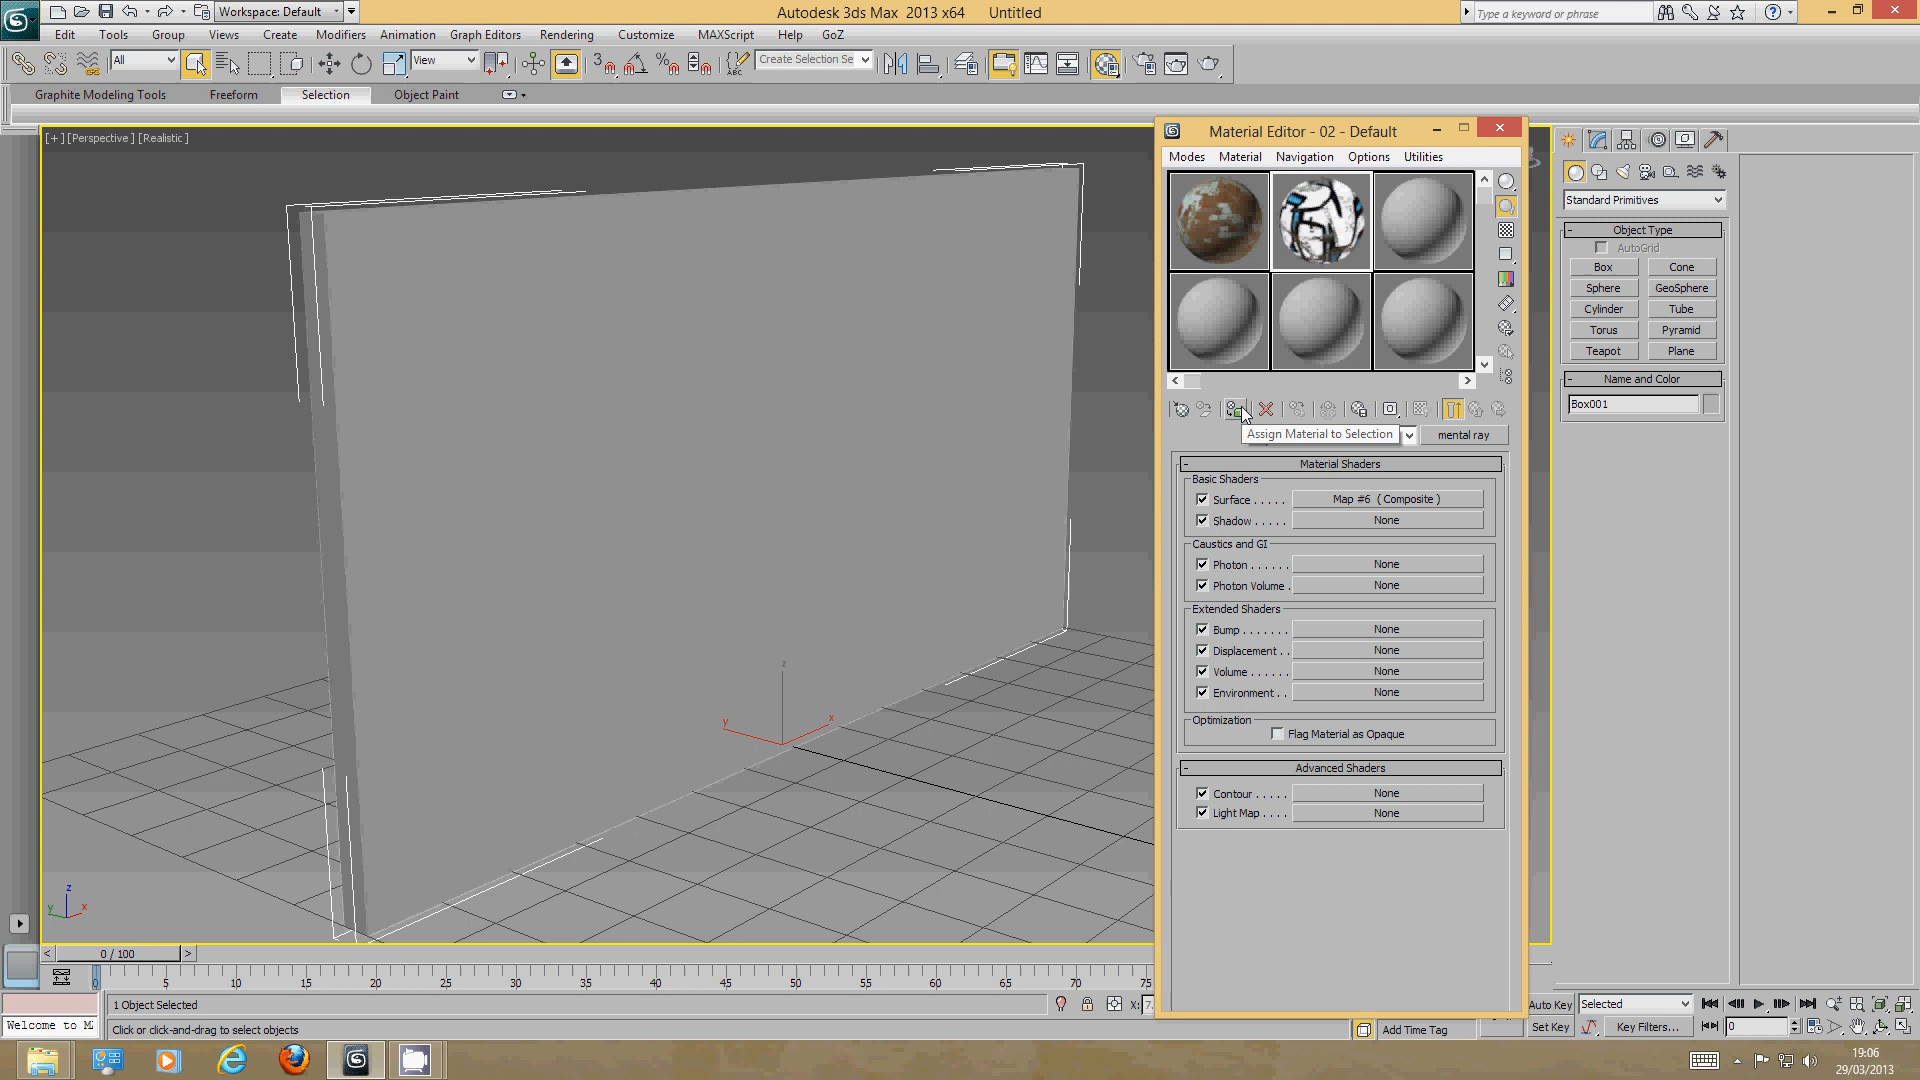 Workspace: Default
Autodesk 3ds Max 2013 x64 Untitled
Type a keyword or phrase
Edit Tools Group Views Create Modifiers Animation Graph Editors Rendering Customize MAXScript Help GoZ
All
View
3
ABC
Create Selection Se
Graphite Modeling Tools Freeform Selection Object Paint
[ + ] [Perspective ] [Realistic ]
Material Editor - 02 - Default
Modes Material Navigation Options Utilities
Assign Material to Selection
mental ray
Material Shaders
Basic Shaders
Surface . . . . . Map #6 ( Composite )
Shadow . . . . . None
Caustics and GI
Photon . . . . . . None
Photon Volume . None
Extended Shaders
Bump . . . . . . . None
Displacement . . None
Volume . . . . . . None
Environment . . None
Optimization
Flag Material as Opaque
Advanced Shaders
Contour . . . . . None
Light Map . . . . None
Standard Primitives
Object Type
AutoGrid
Box Cone
Sphere GeoSphere
Cylinder Tube
Torus Pyramid
Teapot Plane
Name and Color
Box001
z
y
x
z
y
x
0 / 100
0 5 10 15 20 25 30 35 40 45 50 55 60 65 70 75
1 Object Selected
X: 7.
Auto Key Selected
Welcome to M
Click or click-and-drag to select objects
Add Time Tag
Set Key Key Filters...
0
19:06
29/03/2013